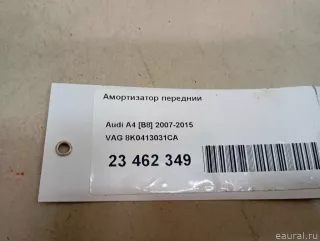 Амортизатор передний
Audi A4 [B8] 2007-2015
VAG 8K0413031CA
23 462 349
eaural.ru